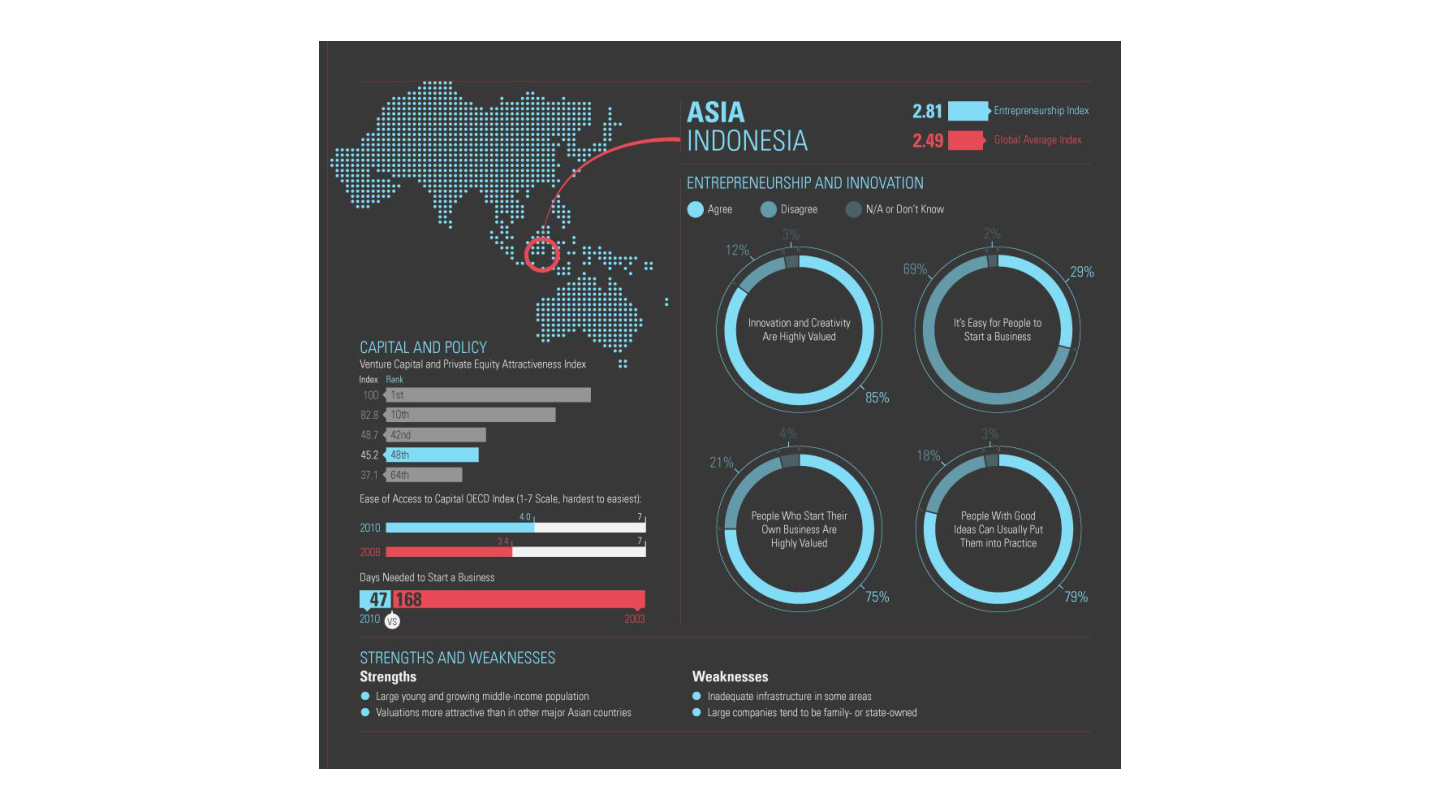 ASIA
INDONESIA
2.81 Entrepreneurship Index
2.49 Global Average Index
ENTREPRENEURSHIP AND INNOVATION
Agree Disagree N/A or Don't Know
3%
12%
Innovation and Creativity
Are Highly Valued
85%
2%
69%
29%
It's Easy for People to
Start a Business
4%
21%
People Who Start Their
Own Business Are
Highly Valued
75%
3%
18%
People With Good
Ideas Can Usually Put
Them into Practice
79%
CAPITAL AND POLICY
Venture Capital and Private Equity Attractiveness Index
Index Rank
100 1st
82.8 10th
48.7 42nd
45.2 48th
37.1 64th
Ease of Access to Capital OECD Index (1-7 Scale, hardest to easiest):
4.0 7
2010
3.4 7
2008
Days Needed to Start a Business
47 168
2010 VS 2003
STRENGTHS AND WEAKNESSES
Strengths
Large young and growing middle-income population
Valuations more attractive than in other major Asian countries
Weaknesses
Inadequate infrastructure in some areas
Large companies tend to be family- or state-owned